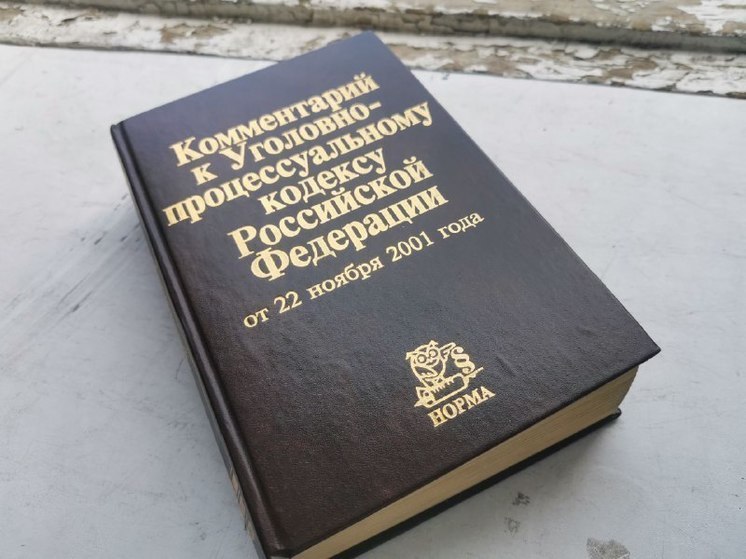 Комментарий
к Уголовно-
процессуальному
кодексу
Российской
Федерации
от 22 ноября 2001 года
§
НОРМА